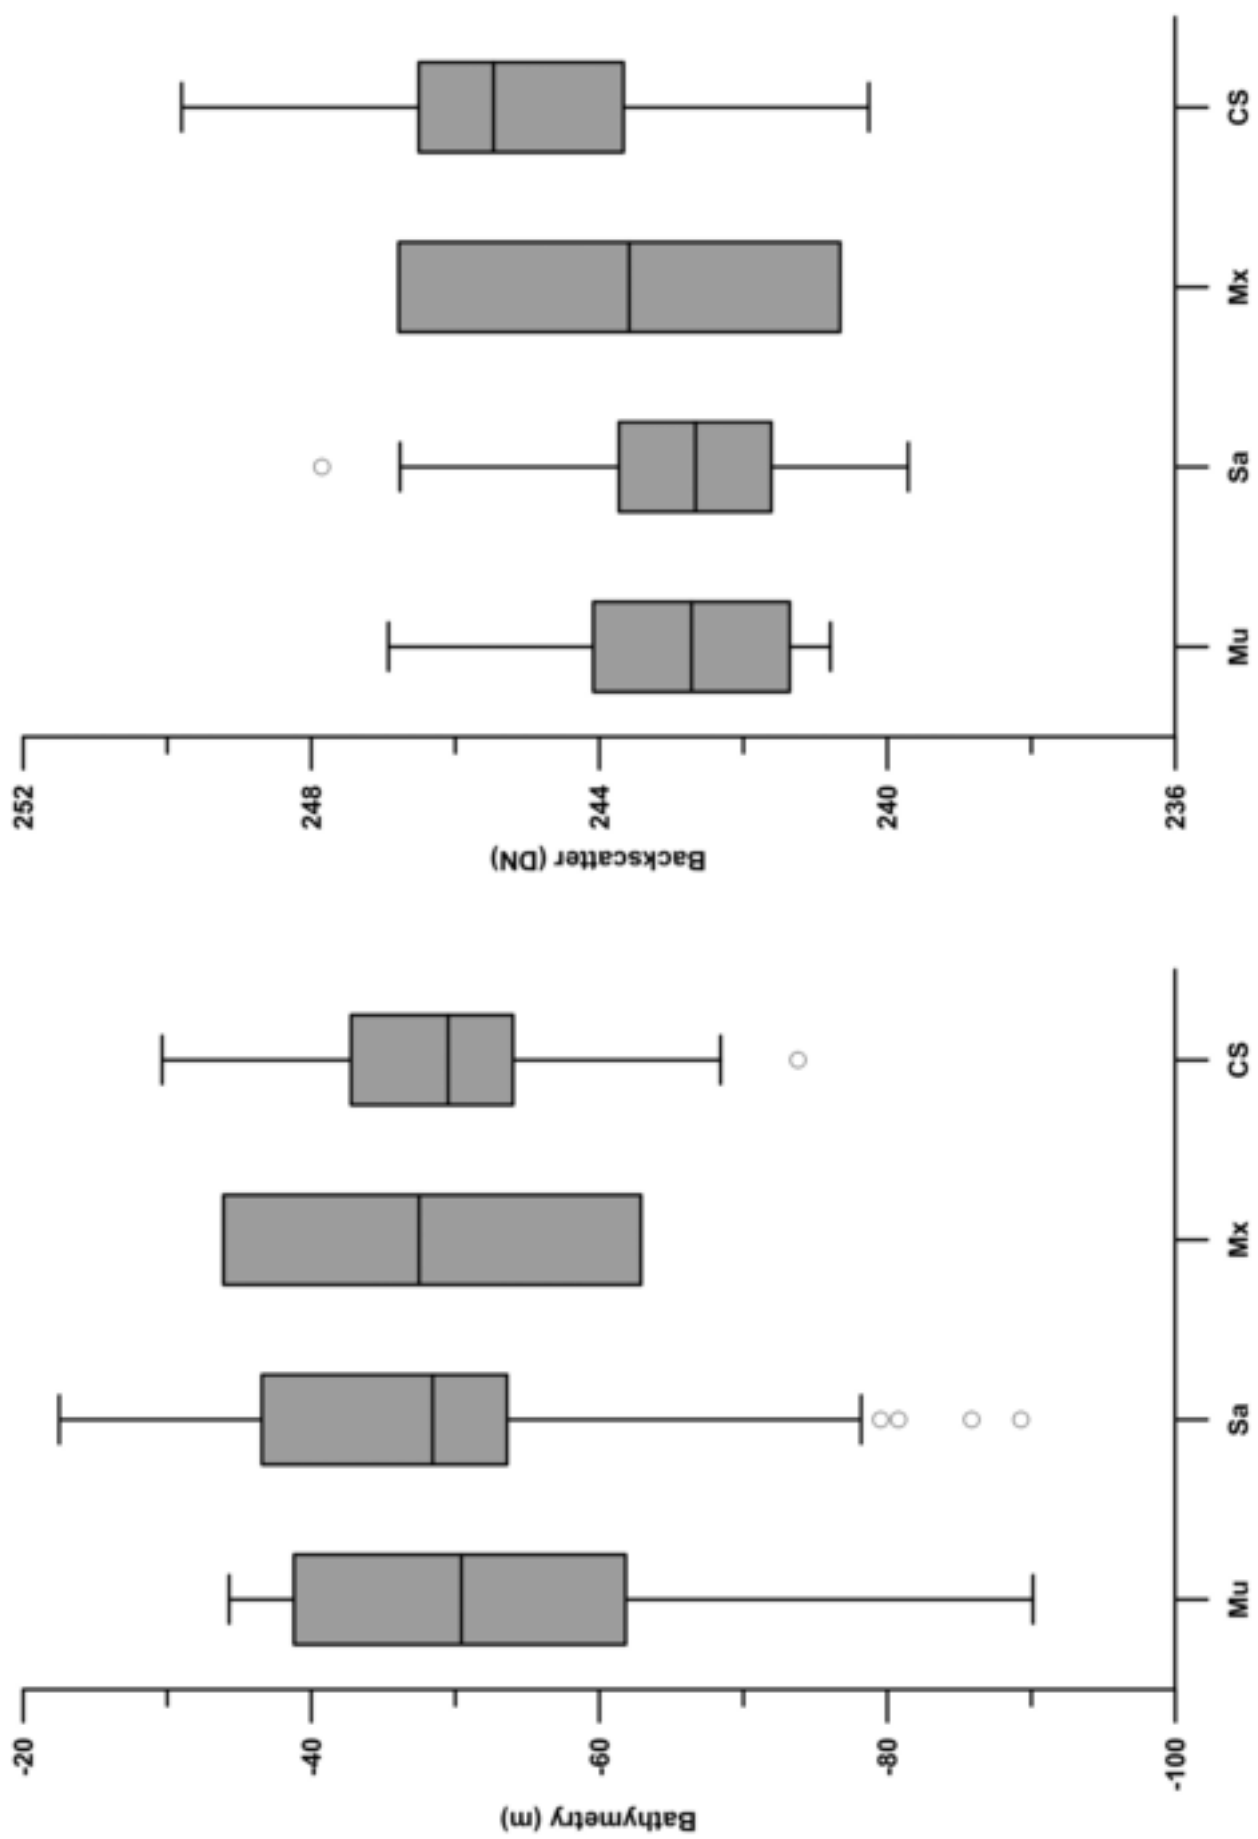 252
248
244
240
236
Backscatter (DN)
Mu
Sa
Mx
CS
-20
-40
-60
-80
-100
Bathymetry (m)
Mu
Sa
Mx
CS